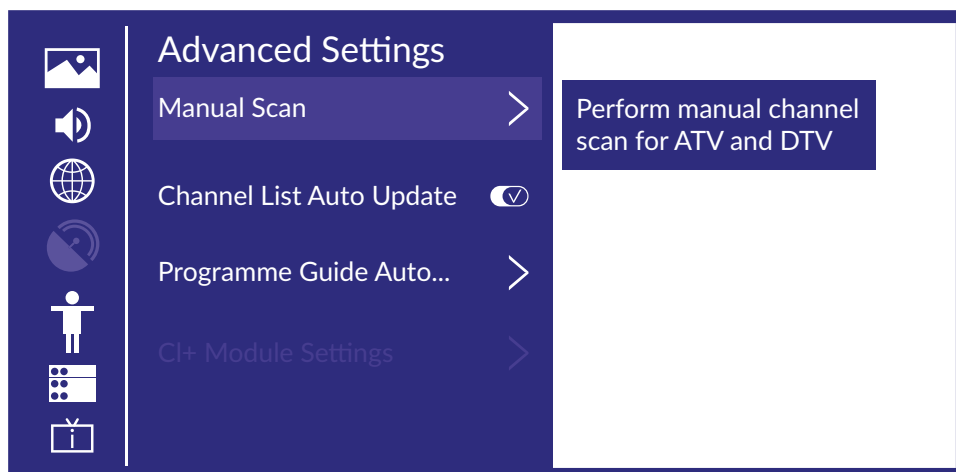 Advanced Settings
Manual Scan
Perform manual channel
scan for ATV and DTV
Channel List Auto Update
Programme Guide Auto...
CI+ Module Settings